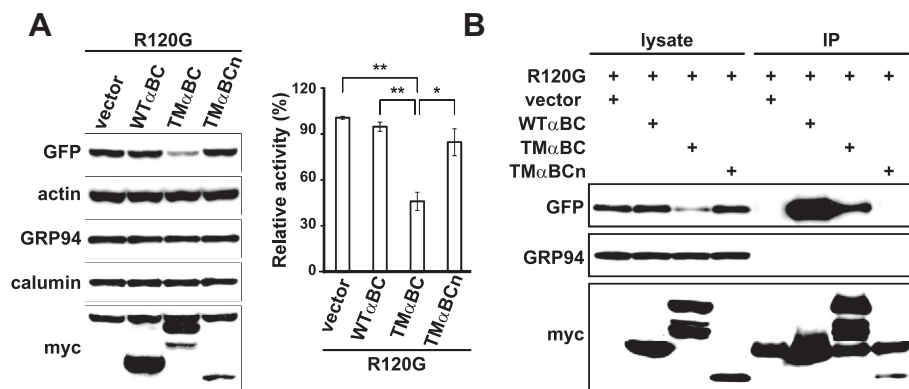 A
R120G
vector
WTαBC
TMαBC
TMαBCn
GFP
actin
GRP94
calumin
myc
Relative activity (%)
120
90
60
30
0
**
**
*
vector
WTαBC
TMαBC
TMαBCn
R120G
B
lysate IP
R120G + + + + + + + +
vector + +
WTαBC + +
TMαBC + +
TMαBCn + +
GFP
GRP94
myc